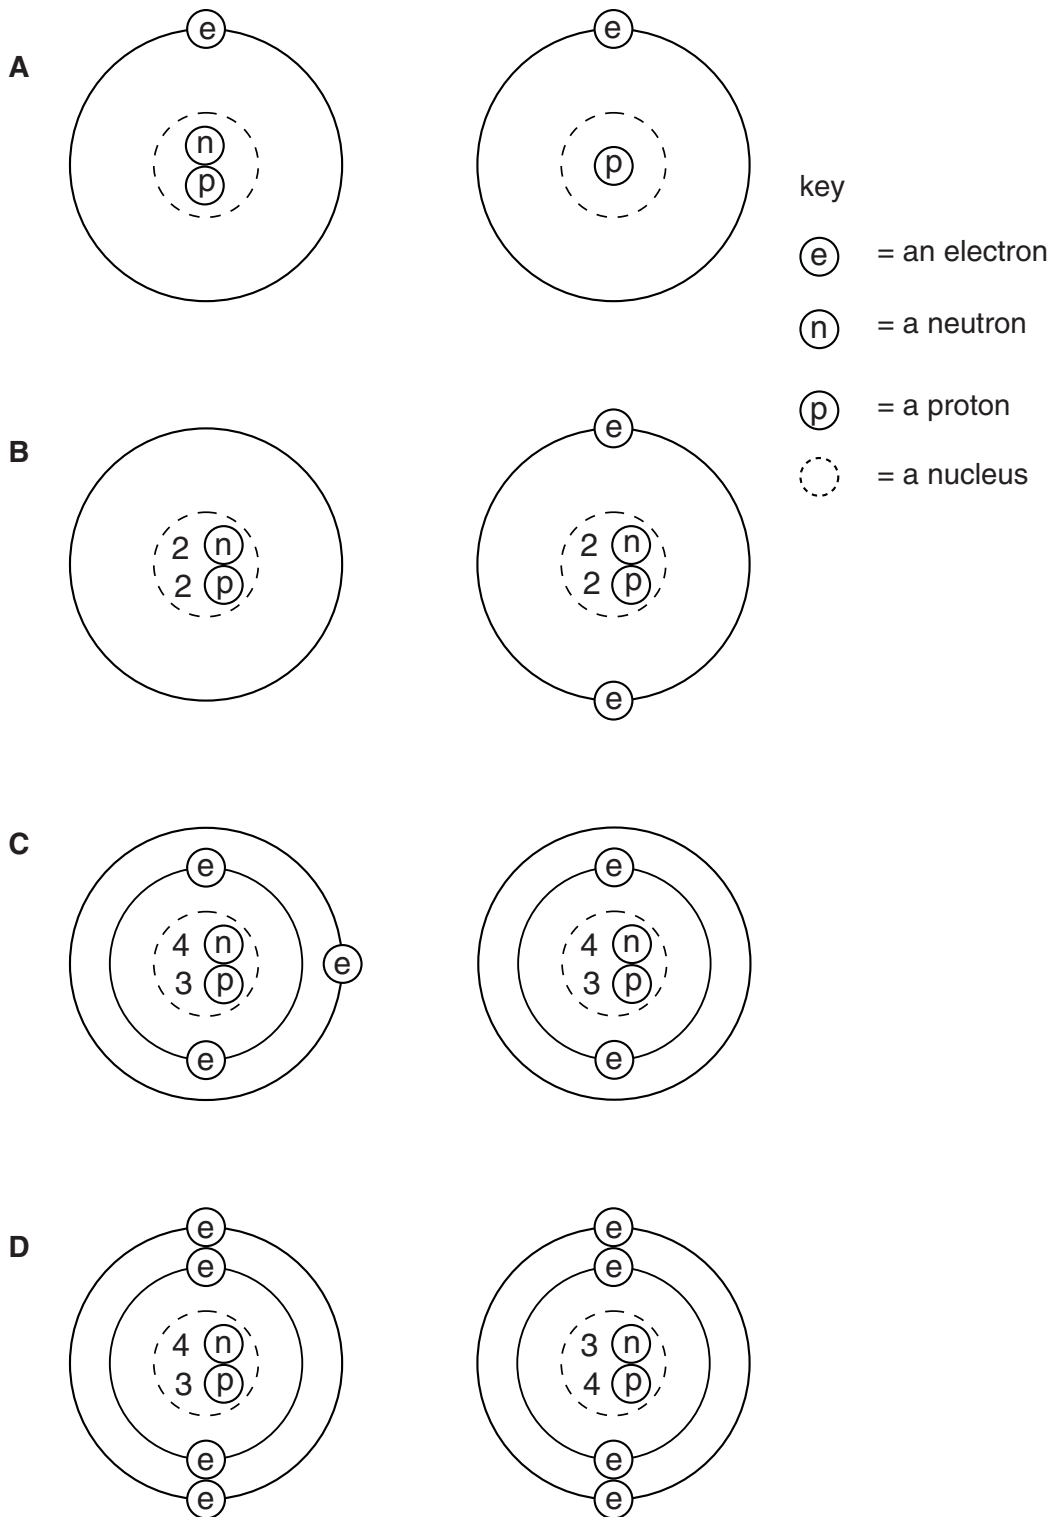 e e
A
n
p p
key
e = an electron
n = a neutron
p = a proton
= a nucleus
B e
2 n 2 n
2 p 2 p
e
C
e e
4 n 4 n
e
3 p 3 p
e e
e e
D
e e
4 n 3 n
3 p 4 p
e e
e e